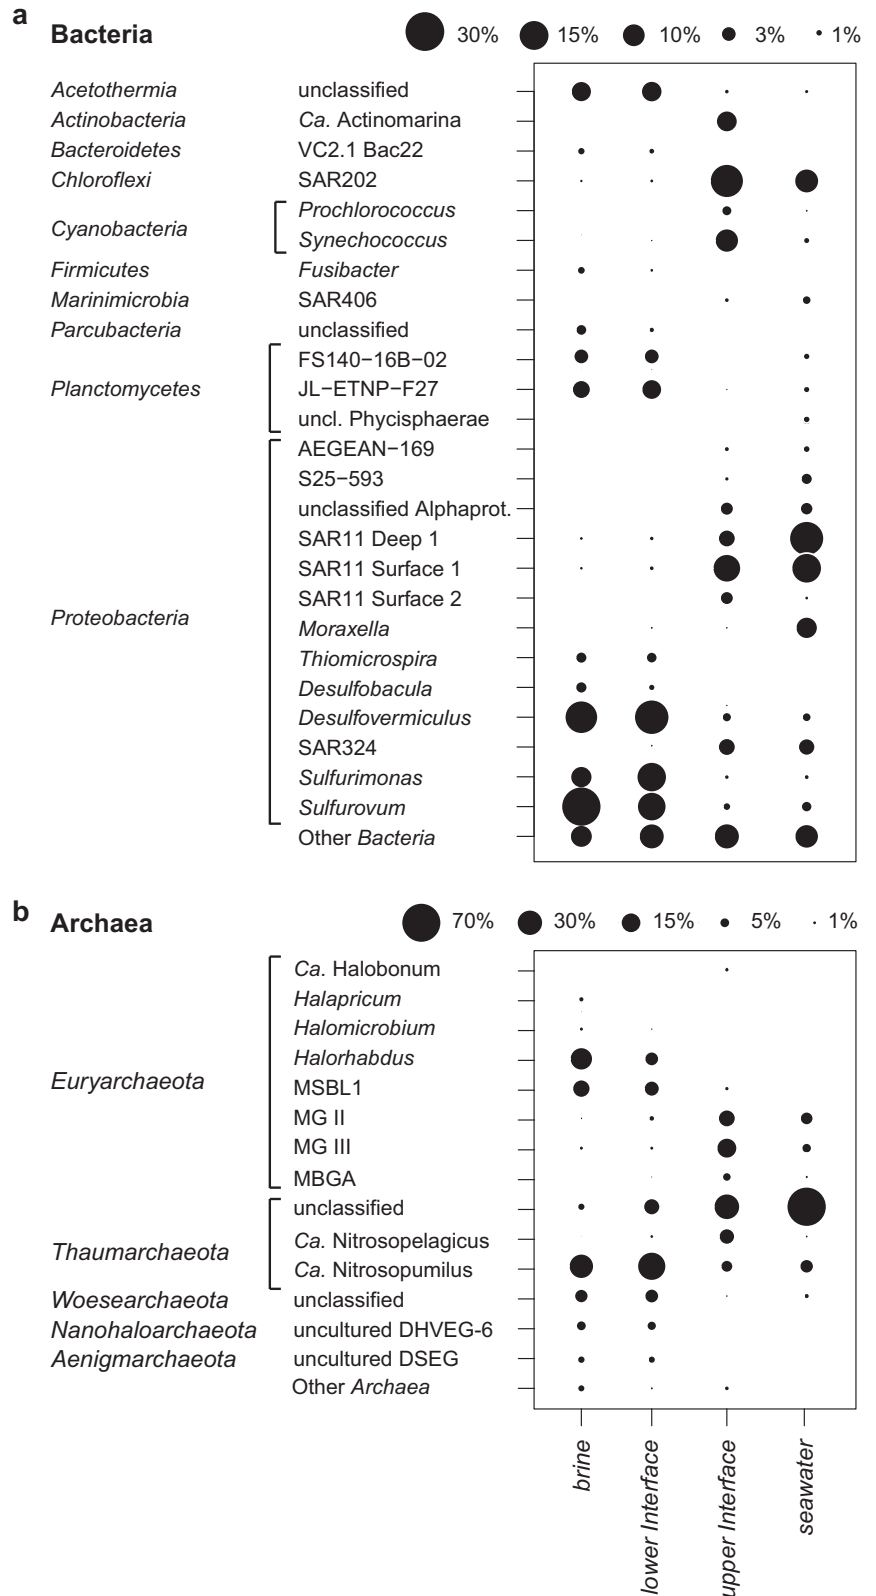 a
Bacteria 30% 15% 10% 3% 1%
Acetothermia unclassified
Actinobacteria Ca. Actinomarina
Bacteroidetes VC2.1 Bac22
Chloroflexi SAR202
Prochlorococcus
Cyanobacteria
Synechococcus
Firmicutes Fusibacter
Marinimicrobia SAR406
Parcubacteria unclassified
FS140−16B−02
Planctomycetes JL−ETNP−F27
uncl. Phycisphaerae
AEGEAN−169
S25−593
unclassified Alphaprot.
SAR11 Deep 1
SAR11 Surface 1
SAR11 Surface 2
Proteobacteria
Moraxella
Thiomicrospira
Desulfobacula
Desulfovermiculus
SAR324
Sulfurimonas
Sulfurovum
Other Bacteria
b
Archaea 70% 30% 15% 5% 1%
Ca. Halobonum
Halapricum
Halomicrobium
Halorhabdus
Euryarchaeota
MSBL1
MG II
MG III
MBGA
unclassified
Ca. Nitrosopelagicus
Thaumarchaeota
Ca. Nitrosopumilus
Woesearchaeota unclassified
Nanohaloarchaeota uncultured DHVEG-6
Aenigmarchaeota uncultured DSEG
Other Archaea
brine
lower Interface
upper Interface
seawater